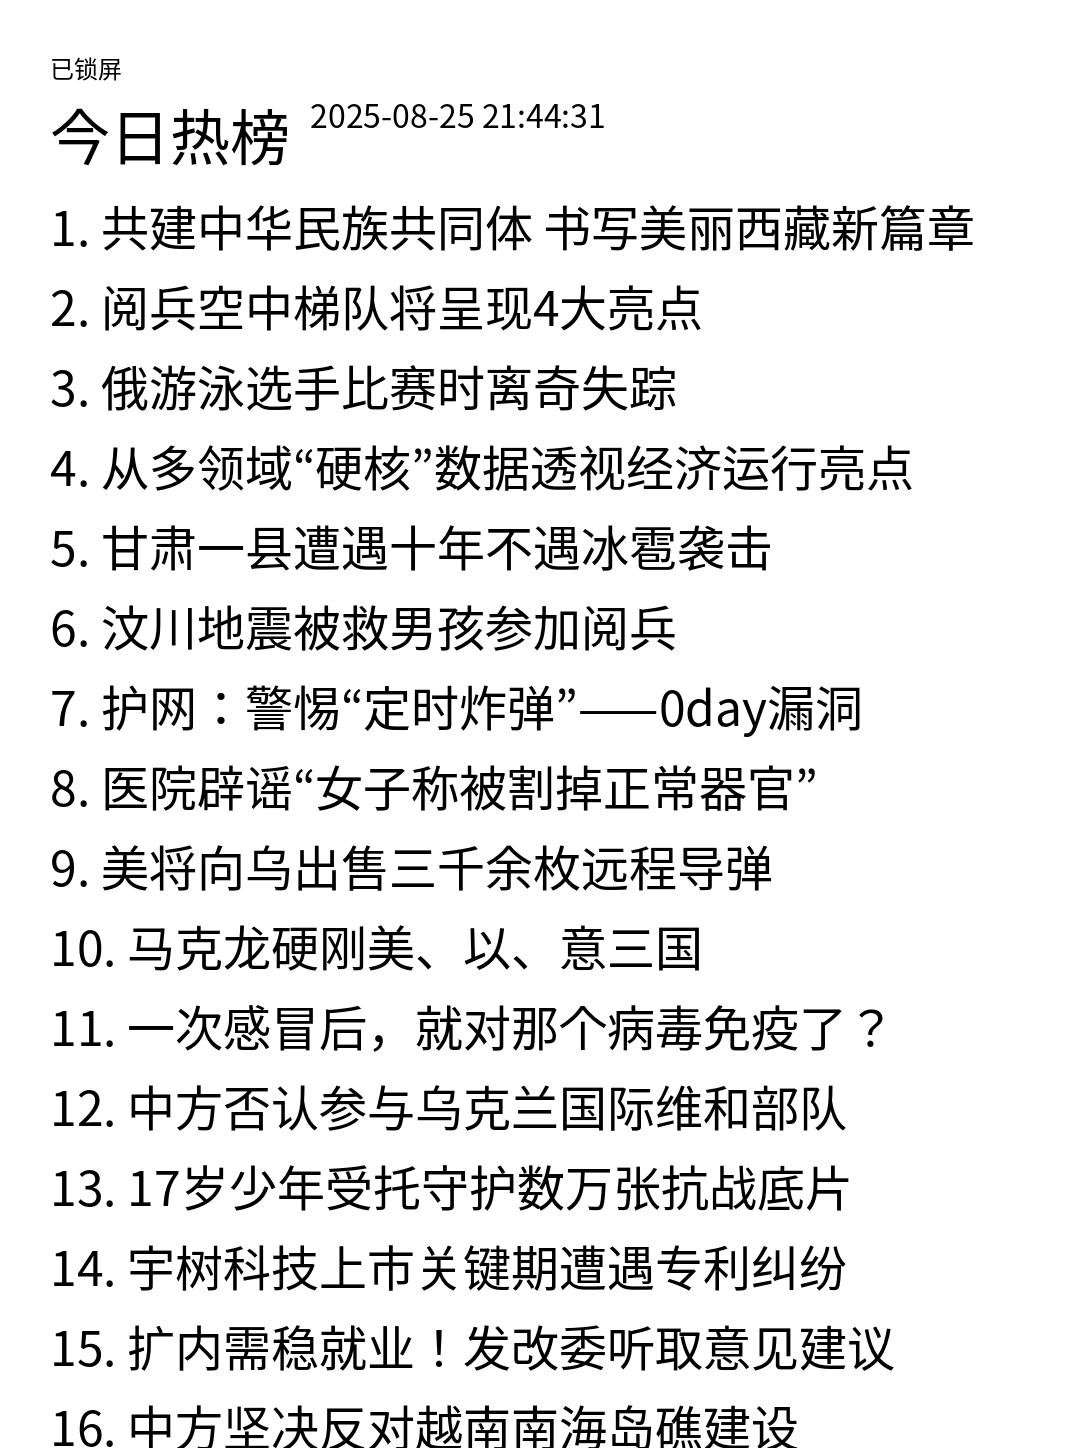 已锁屏
今日热榜 2025-08-25 21:44:31
1. 共建中华民族共同体 书写美丽西藏新篇章
2. 阅兵空中梯队将呈现4大亮点
3. 俄游泳选手比赛时离奇失踪
4. 从多领域“硬核”数据透视经济运行亮点
5. 甘肃一县遭遇十年不遇冰雹袭击
6. 汶川地震被救男孩参加阅兵
7. 护网：警惕“定时炸弹”——0day漏洞
8. 医院辟谣“女子称被割掉正常器官”
9. 美将向乌出售三千余枚远程导弹
10. 马克龙硬刚美、以、意三国
11. 一次感冒后，就对那个病毒免疫了？
12. 中方否认参与乌克兰国际维和部队
13. 17岁少年受托守护数万张抗战底片
14. 宇树科技上市关键期遭遇专利纠纷
15. 扩内需稳就业！发改委听取意见建议
16. 中方坚决反对越南南海岛礁建设